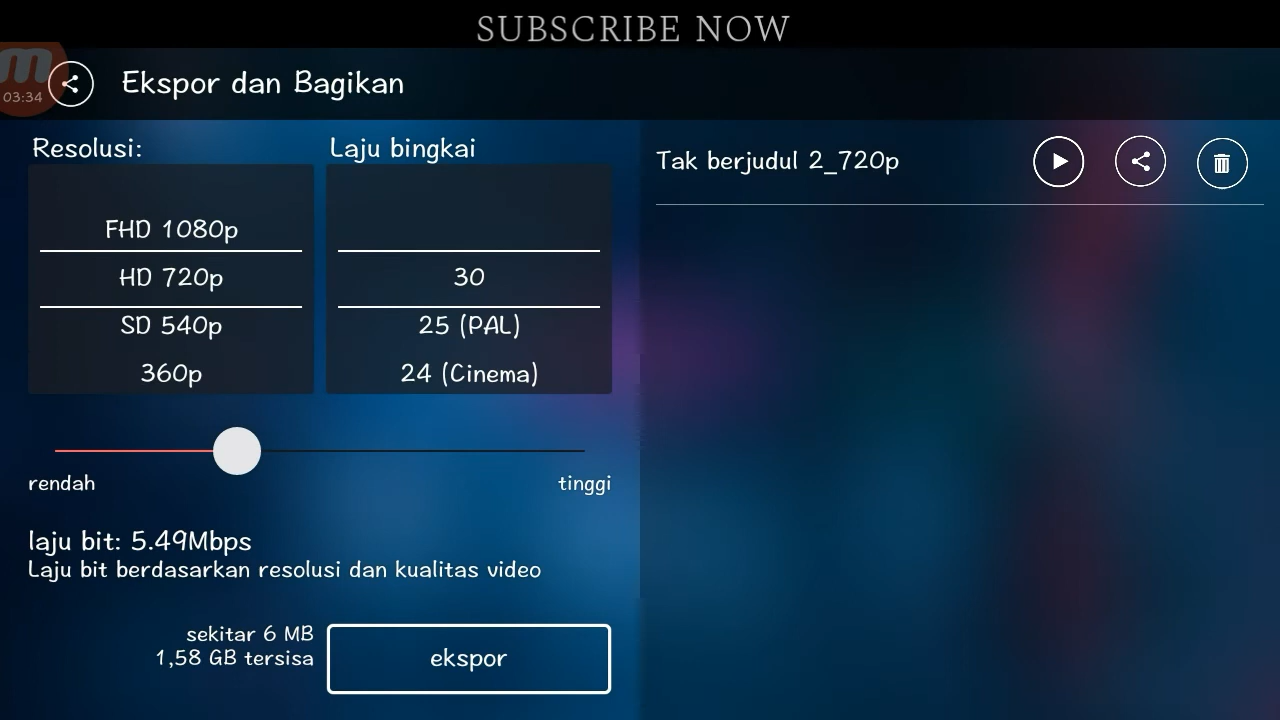 SUBSCRIBE NOW
03:34
Ekspor dan Bagikan
Resolusi:
FHD 1080p
HD 720p
SD 540p
360p
Laju bingkai
30
25 (PAL)
24 (Cinema)
rendah
tinggi
laju bit: 5.49Mbps
Laju bit berdasarkan resolusi dan kualitas video
sekitar 6 MB
1,58 GB tersisa
ekspor
Tak berjudul 2_720p